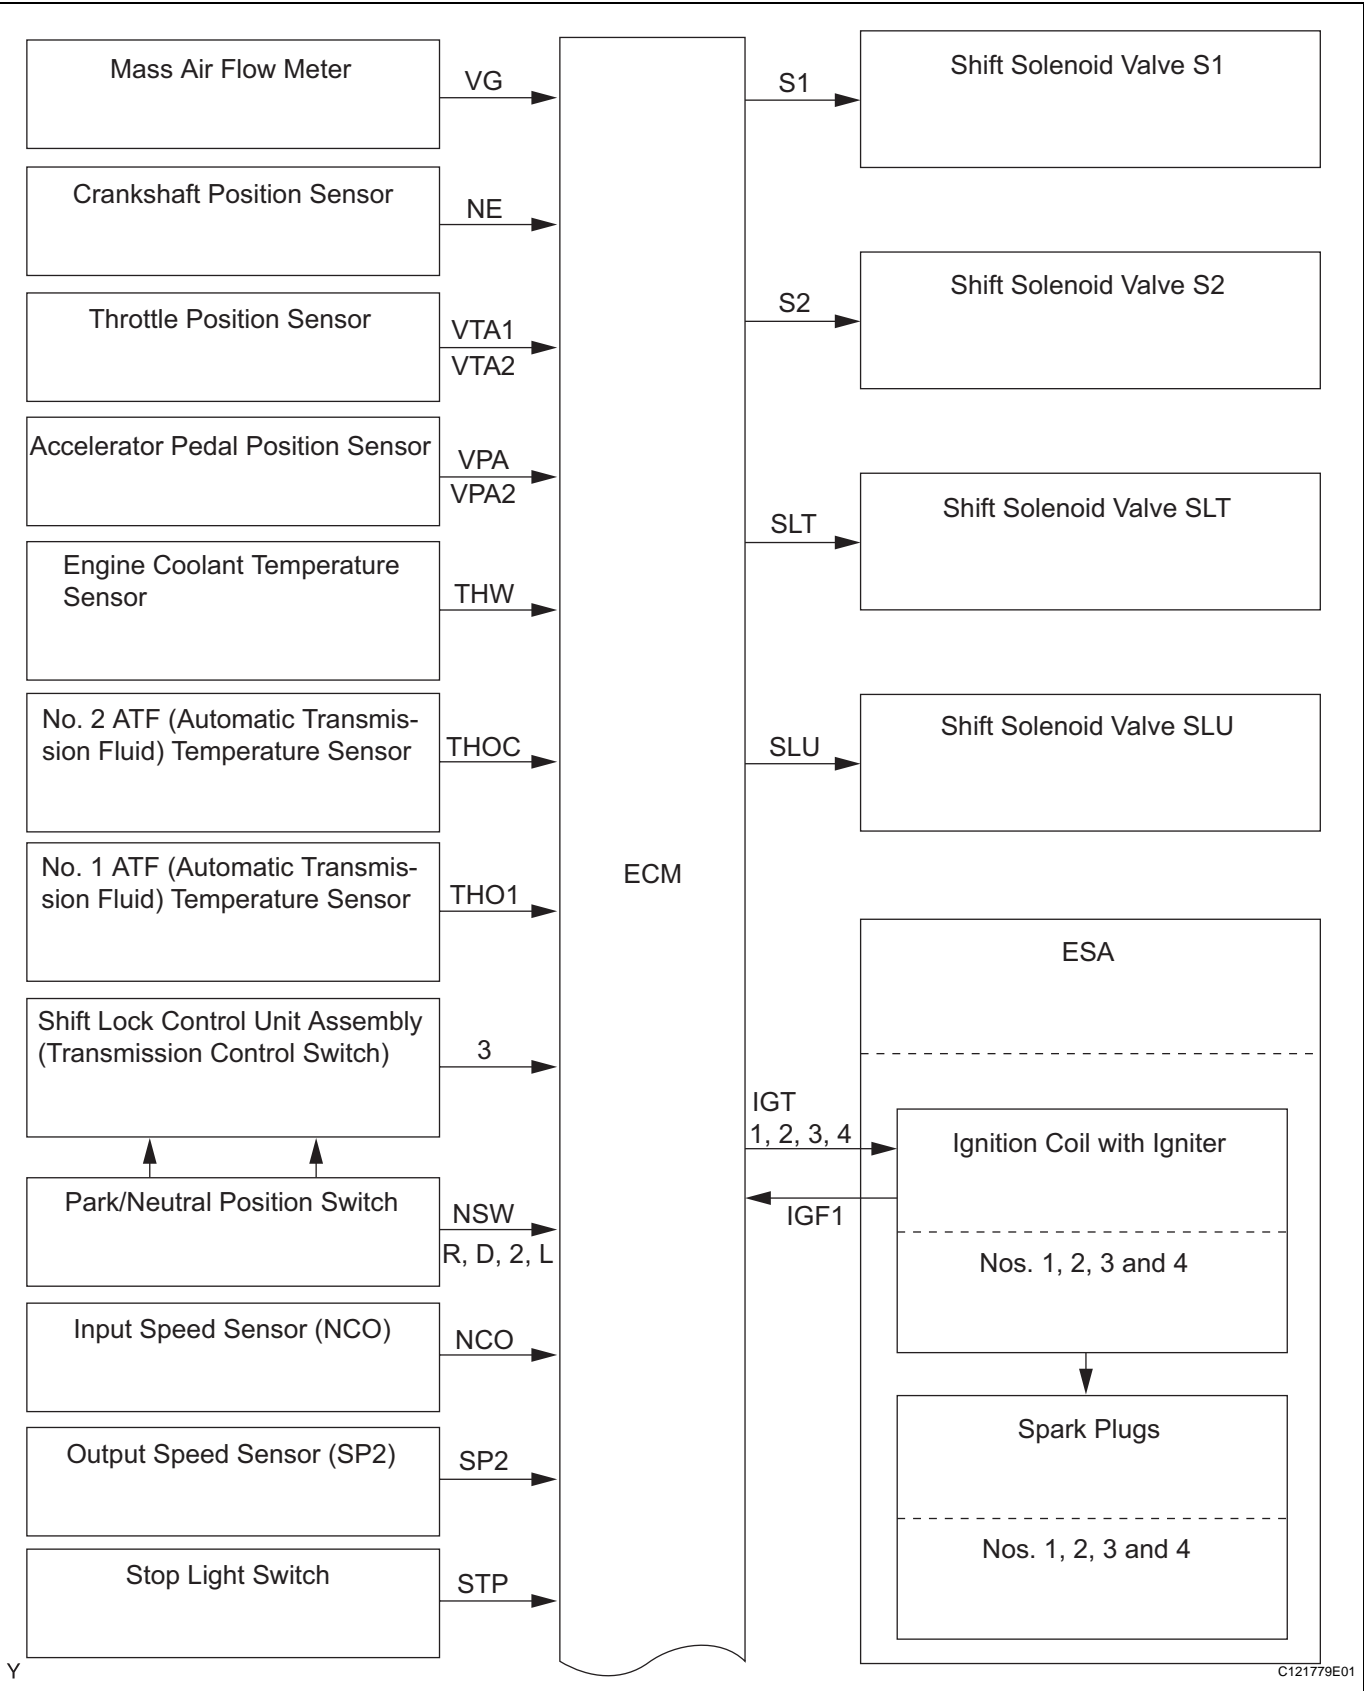 Mass Air Flow Meter
VG
Crankshaft Position Sensor
NE
Throttle Position Sensor
VTA1
VTA2
Accelerator Pedal Position Sensor
VPA
VPA2
Engine Coolant Temperature
Sensor
THW
No. 2 ATF (Automatic Transmis-
sion Fluid) Temperature Sensor
THOC
No. 1 ATF (Automatic Transmis-
sion Fluid) Temperature Sensor
THO1
Shift Lock Control Unit Assembly
(Transmission Control Switch)
3
Park/Neutral Position Switch
NSW
R, D, 2, L
Input Speed Sensor (NCO)
NCO
Output Speed Sensor (SP2)
SP2
Stop Light Switch
STP
ECM
S1
Shift Solenoid Valve S1
S2
Shift Solenoid Valve S2
SLT
Shift Solenoid Valve SLT
SLU
Shift Solenoid Valve SLU
ESA
IGT
1, 2, 3, 4
IGF1
Ignition Coil with Igniter
Nos. 1, 2, 3 and 4
Spark Plugs
Nos. 1, 2, 3 and 4
Y
C121779E01